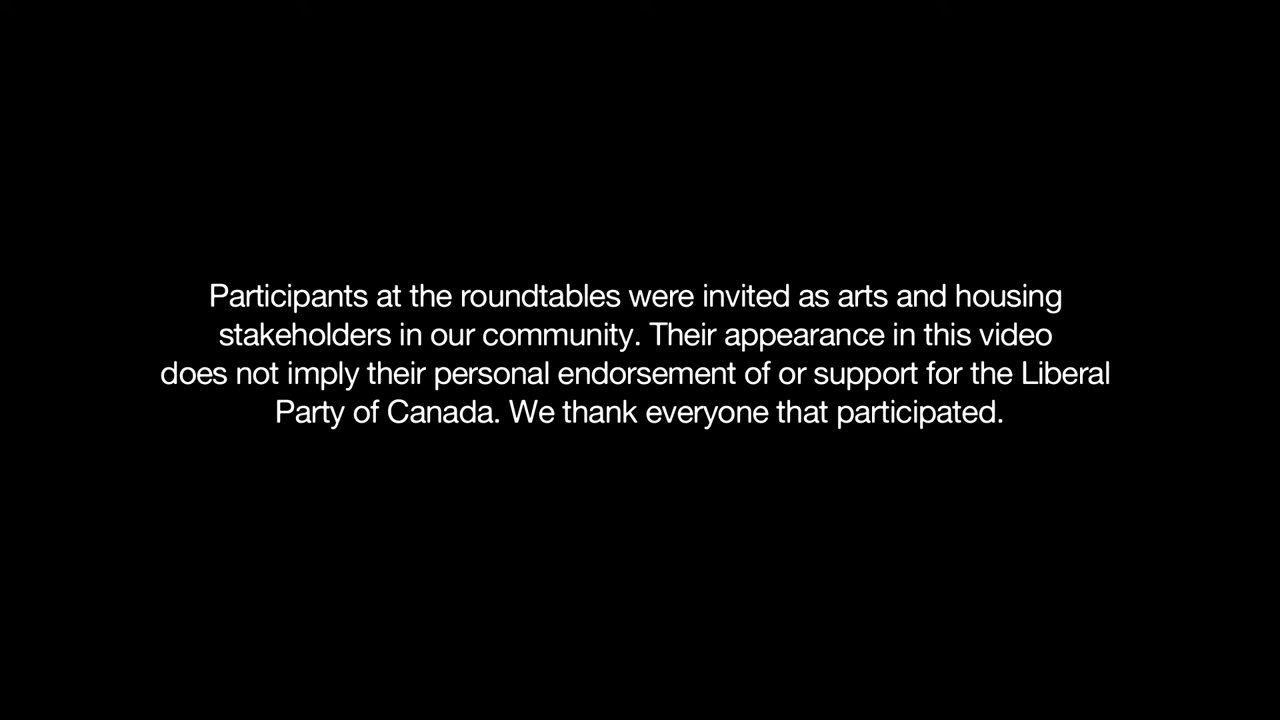 Participants at the roundtables were invited as arts and housing
stakeholders in our community. Their appearance in this video
does not imply their personal endorsement of or support for the Liberal
Party of Canada. We thank everyone that participated.